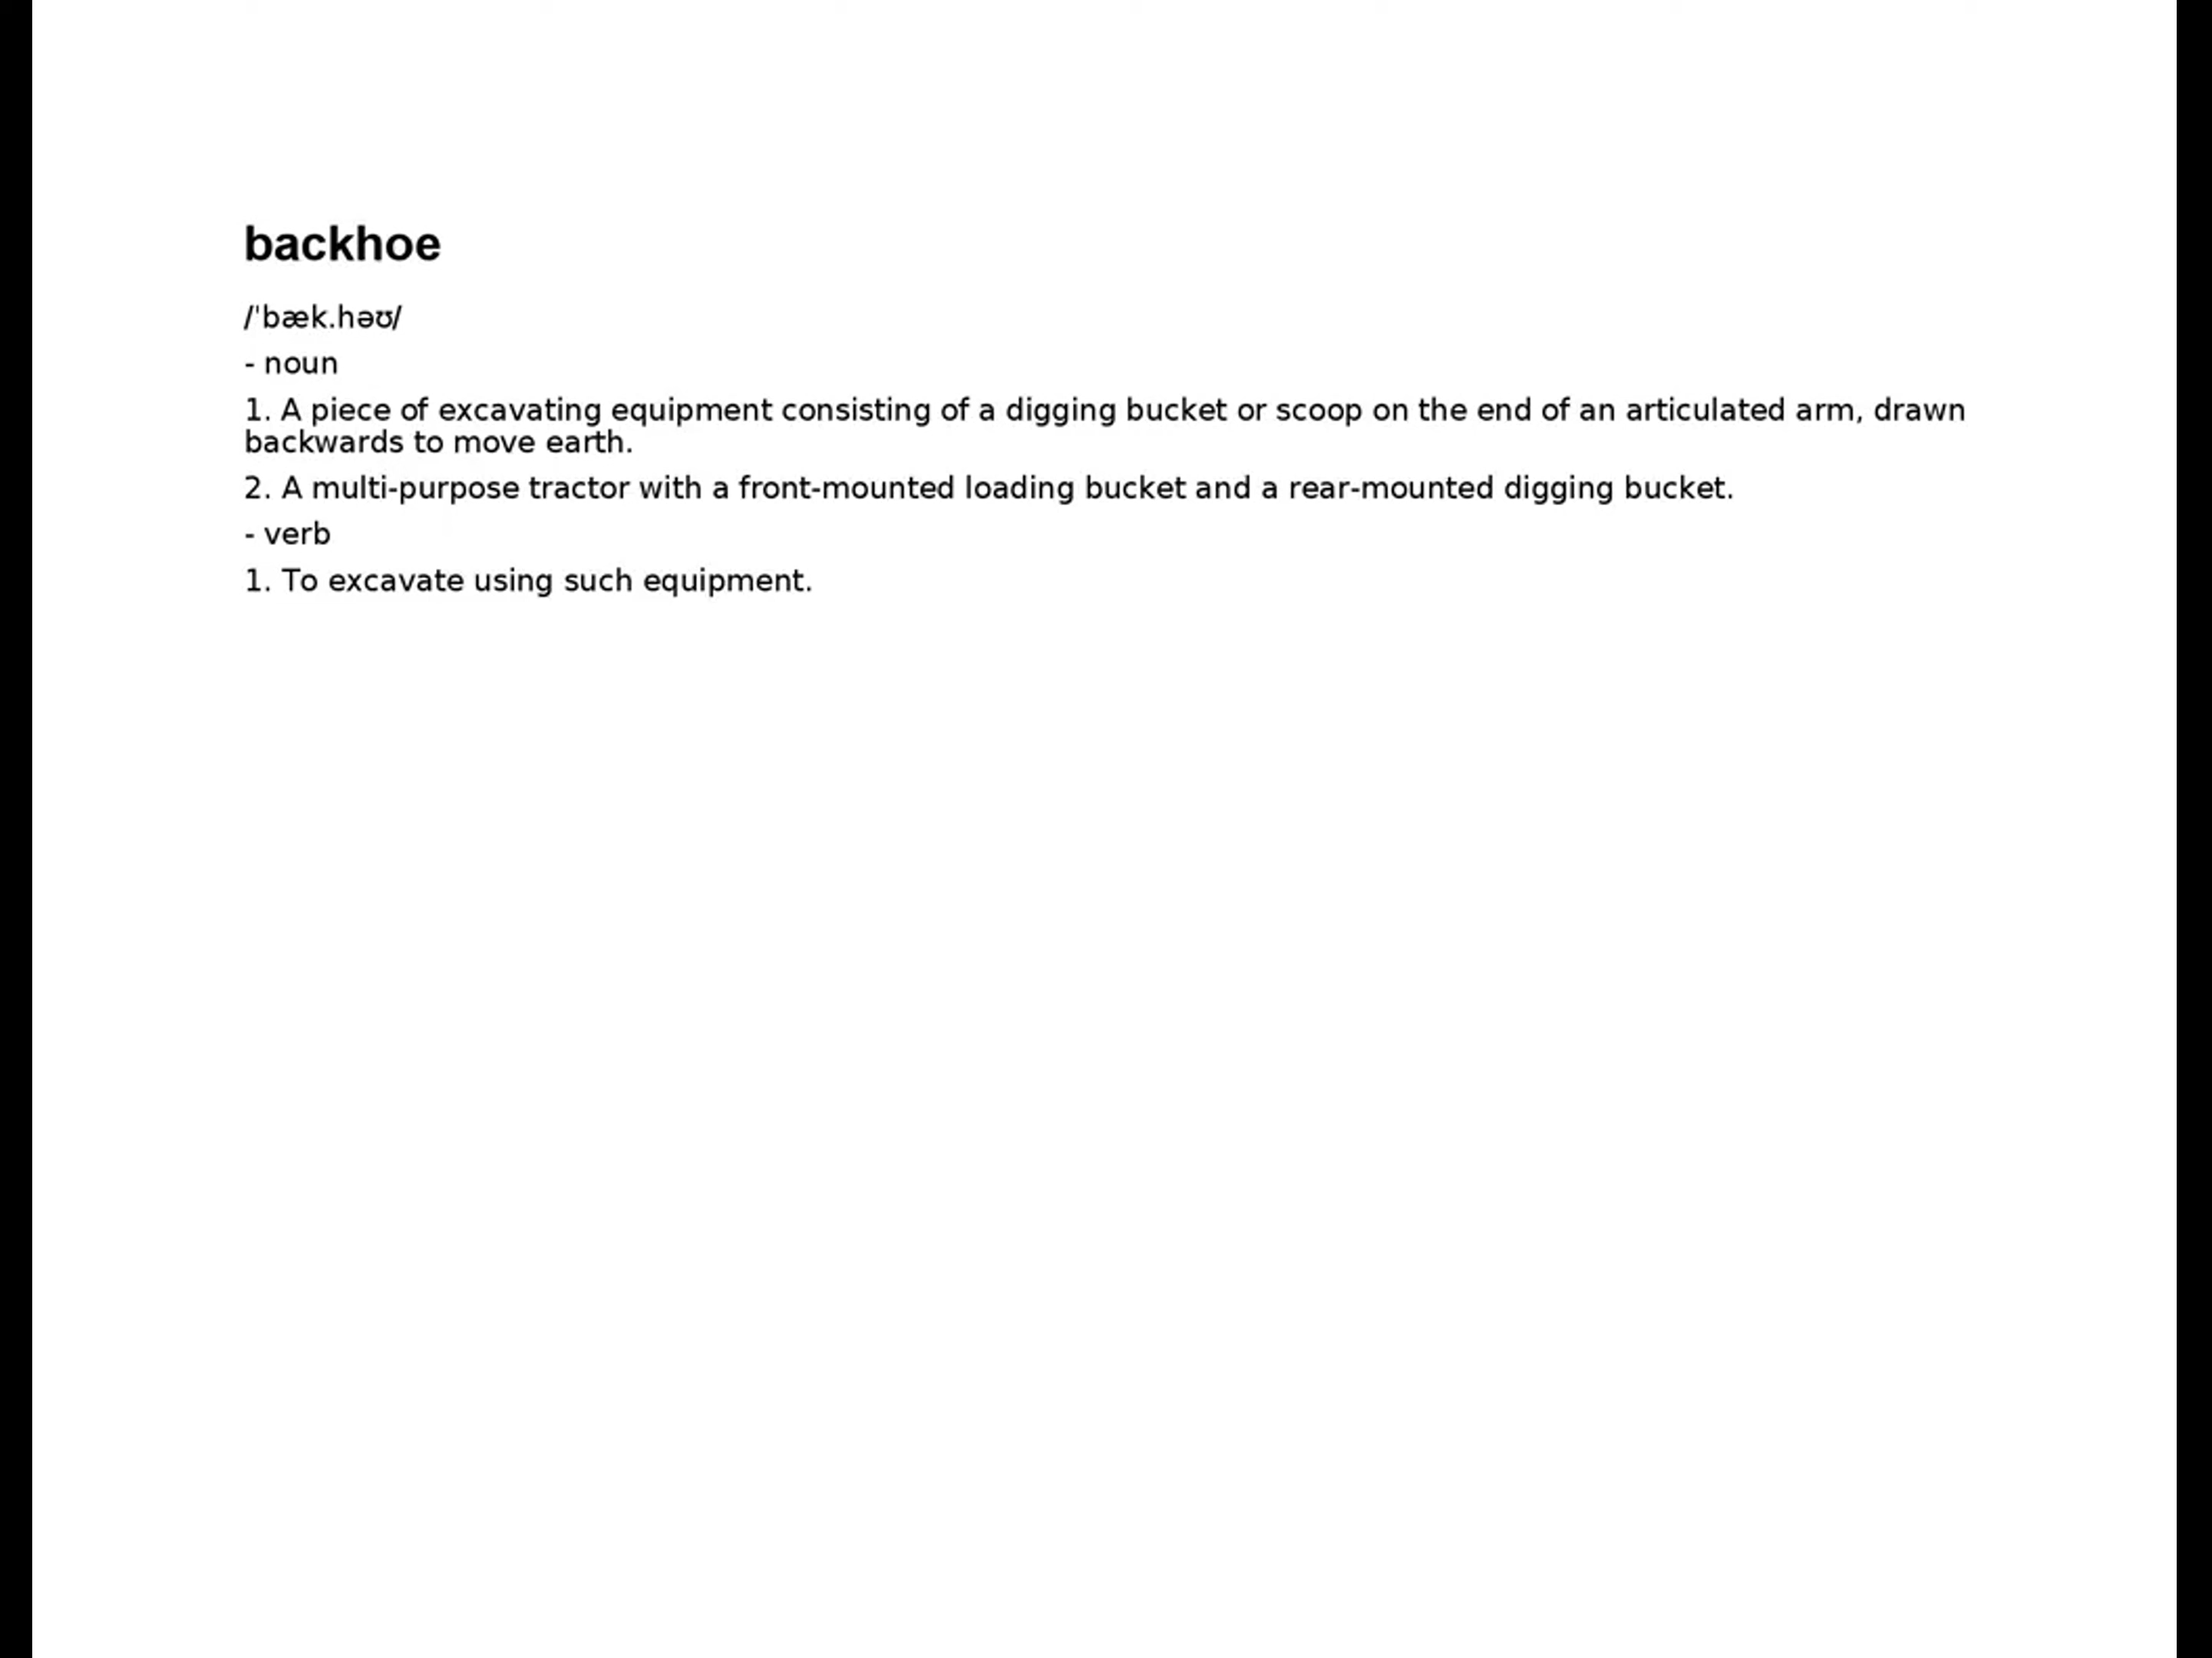 backhoe
/ˈbæk.həʊ/
- noun
1. A piece of excavating equipment consisting of a digging bucket or scoop on the end of an articulated arm, drawn
backwards to move earth.
2. A multi-purpose tractor with a front-mounted loading bucket and a rear-mounted digging bucket.
- verb
1. To excavate using such equipment.